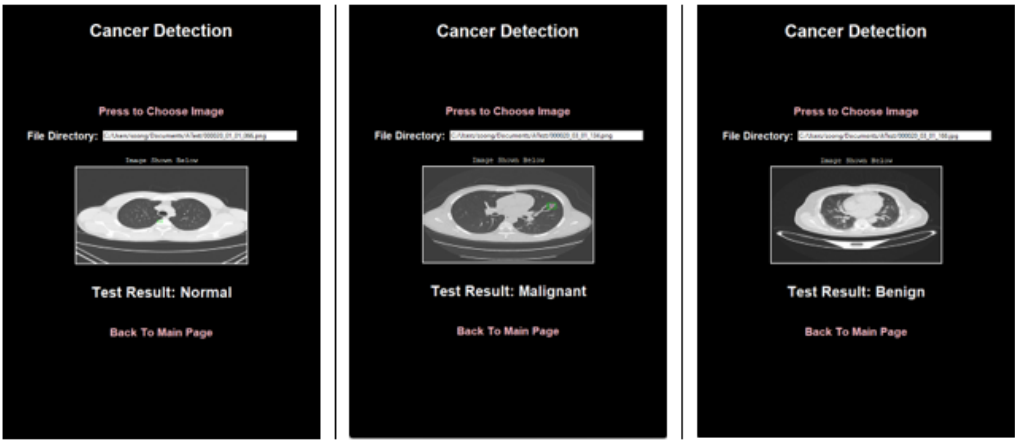 Cancer Detection
Press to Choose Image
File Directory:
Image Shown Below
Test Result: Normal
Back To Main Page
Cancer Detection
Press to Choose Image
File Directory:
Image Shown Below
Test Result: Malignant
Back To Main Page
Cancer Detection
Press to Choose Image
File Directory:
Image Shown Below
Test Result: Benign
Back To Main Page